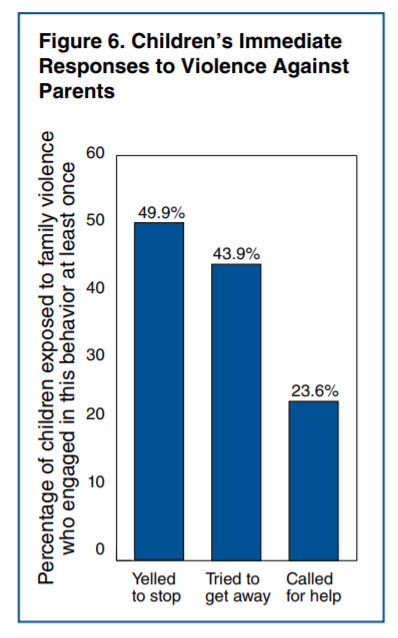 Figure 6. Children’s Immediate
Responses to Violence Against
Parents
Percentage of children exposed to family violence
who engaged in this behavior at least once
60
50
40
30
20
10
0
49.9%
43.9%
23.6%
Yelled
to stop
Tried to
get away
Called
for help